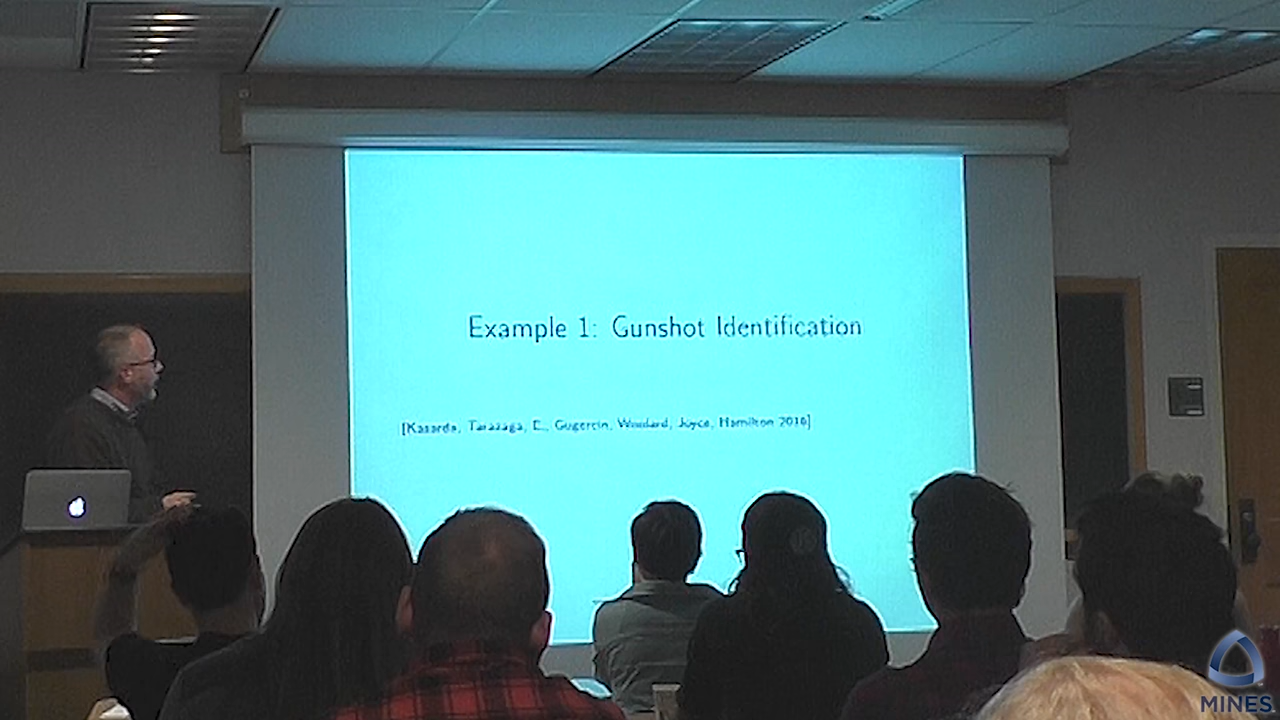 Example 1: Gunshot Identification
[Kasarda, Tarazaga, E., Gugercin, Woolard, Joyce, Hamilton 2016]
MINES